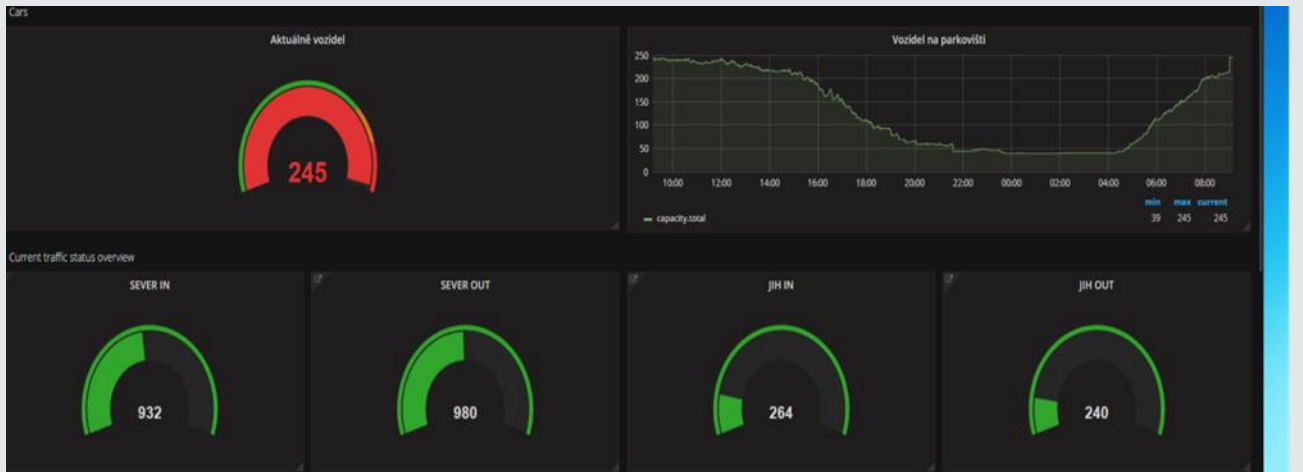 Cars
Aktuálně vozidel
245
Vozidel na parkovišti
250
200
150
100
50
0
10:00 12:00 14:00 16:00 18:00 20:00 22:00 00:00 02:00 04:00 06:00 08:00
min max current
capacity.total 39 245 245
Current traffic status overview
SEVER IN SEVER OUT JIH IN JIH OUT
932 980 264 240